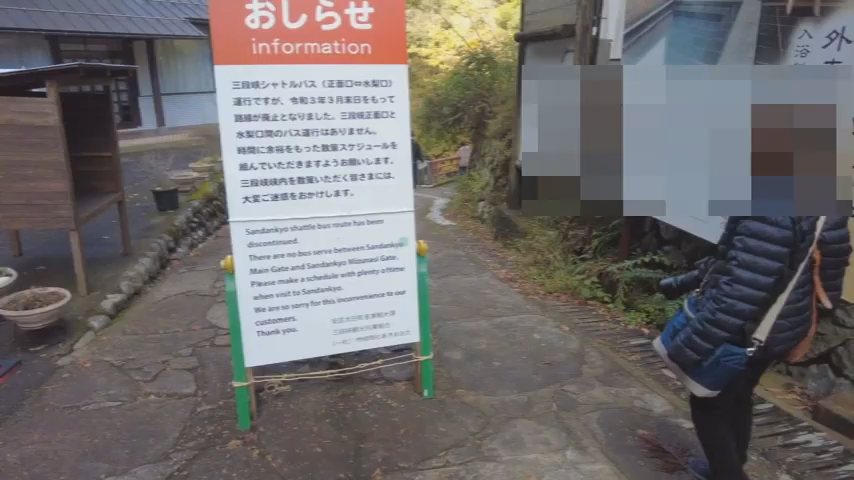 おしらせ
information
三段峡シャトルバス（正面口⇔水梨口）
運行ですが、令和3年3月末日をもって
路線が廃止となりました。三段峡正面口と
水梨口間のバス運行はありません。
時間に余裕をもった散策スケジュールを
組んでいただきますようお願いします。
三段峡峡内を散策いただく皆さまには、
大変ご迷惑をおかけします。
Sandankyo shuttle bus route has been
discontinued.
There are no bus serve between Sandankyo
Main Gate and Sandankyo Mizunasi Gate.
Please make a schedule with plenty o time
when visit to Sandankyo.
We are so sorry for this inconvenience to our
customers.
Thank you.
外
入浴